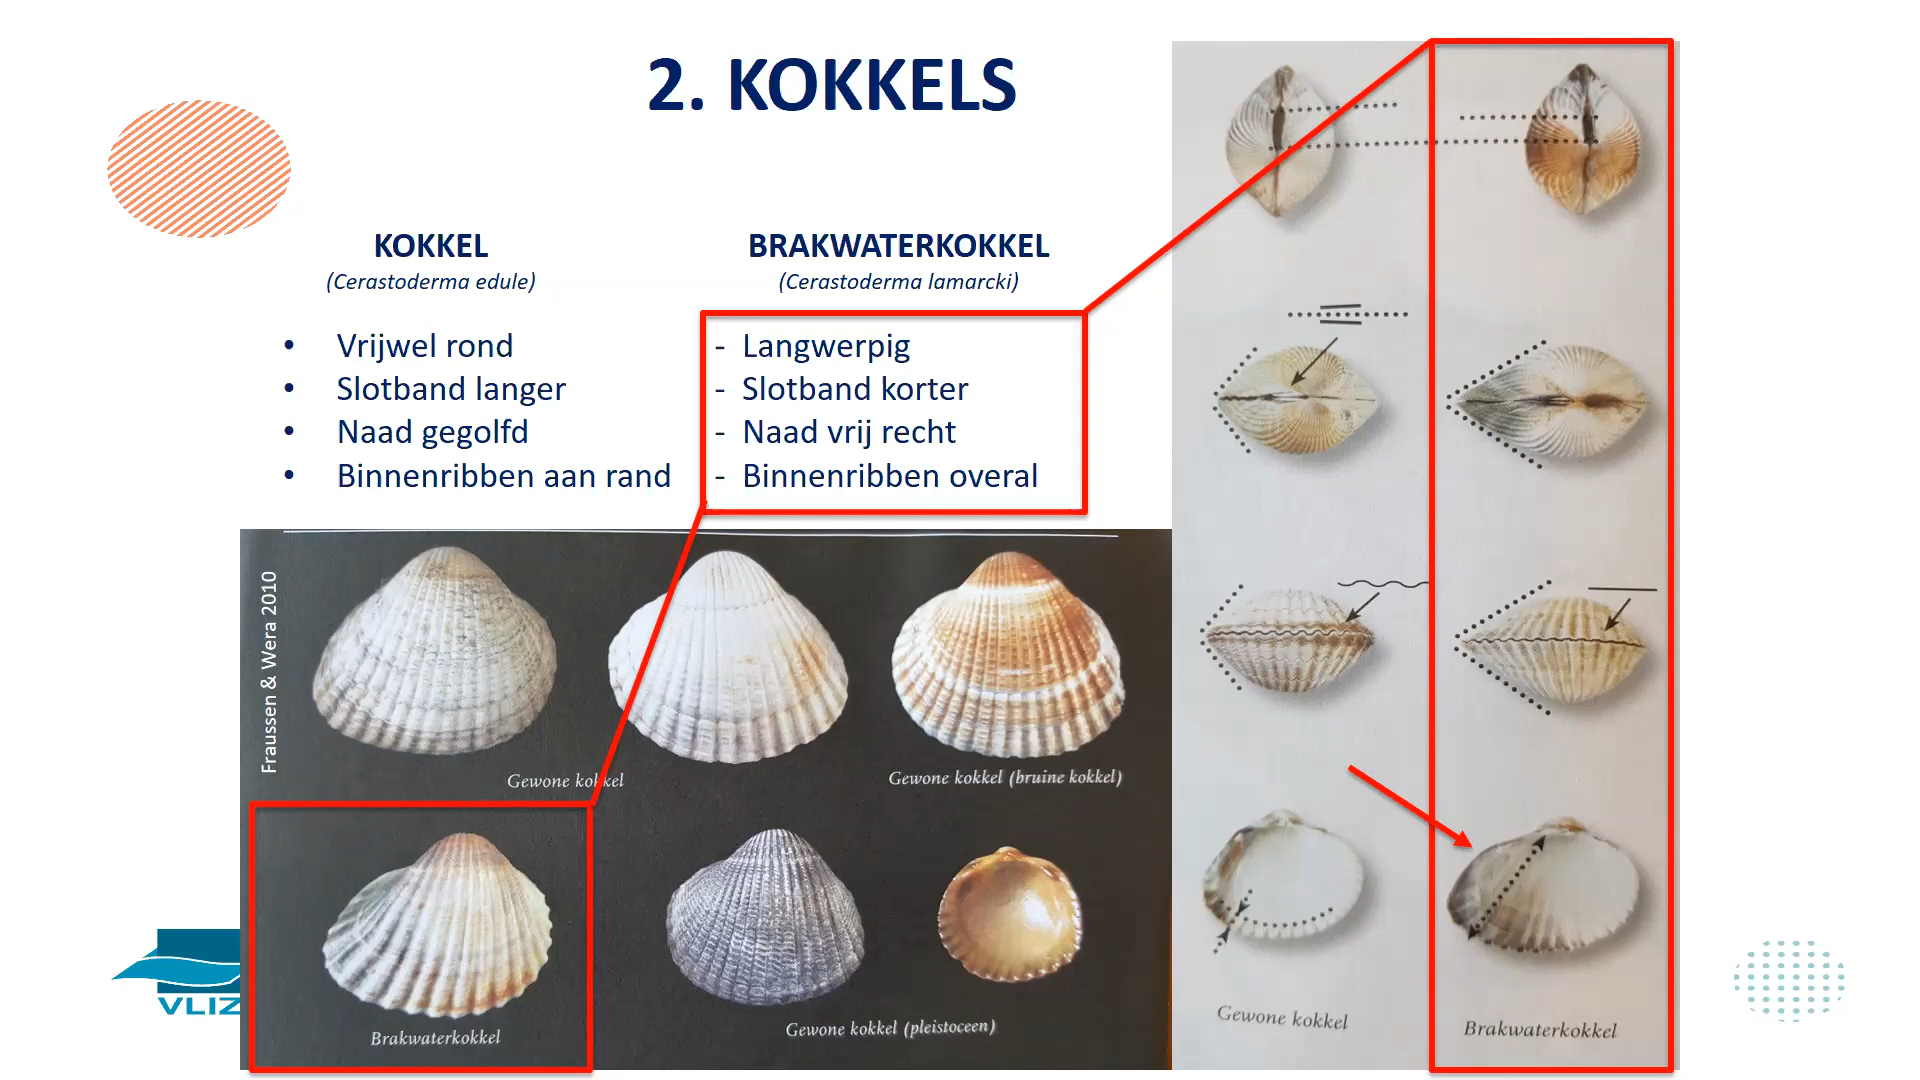 2. KOKKELS
KOKKEL
(Cerastoderma edule)
• Vrijwel rond
• Slotband langer
• Naad gegolfd
• Binnenribben aan rand
BRAKWATERKOKKEL
(Cerastoderma lamarcki)
- Langwerpig
- Slotband korter
- Naad vrij recht
- Binnenribben overal
Fraussen & Wera 2010
Gewone kokkel
Gewone kokkel (bruine kokkel)
Brakwaterkokkel
Gewone kokkel (pleistoceen)
Gewone kokkel
Brakwaterkokkel
VLIZ